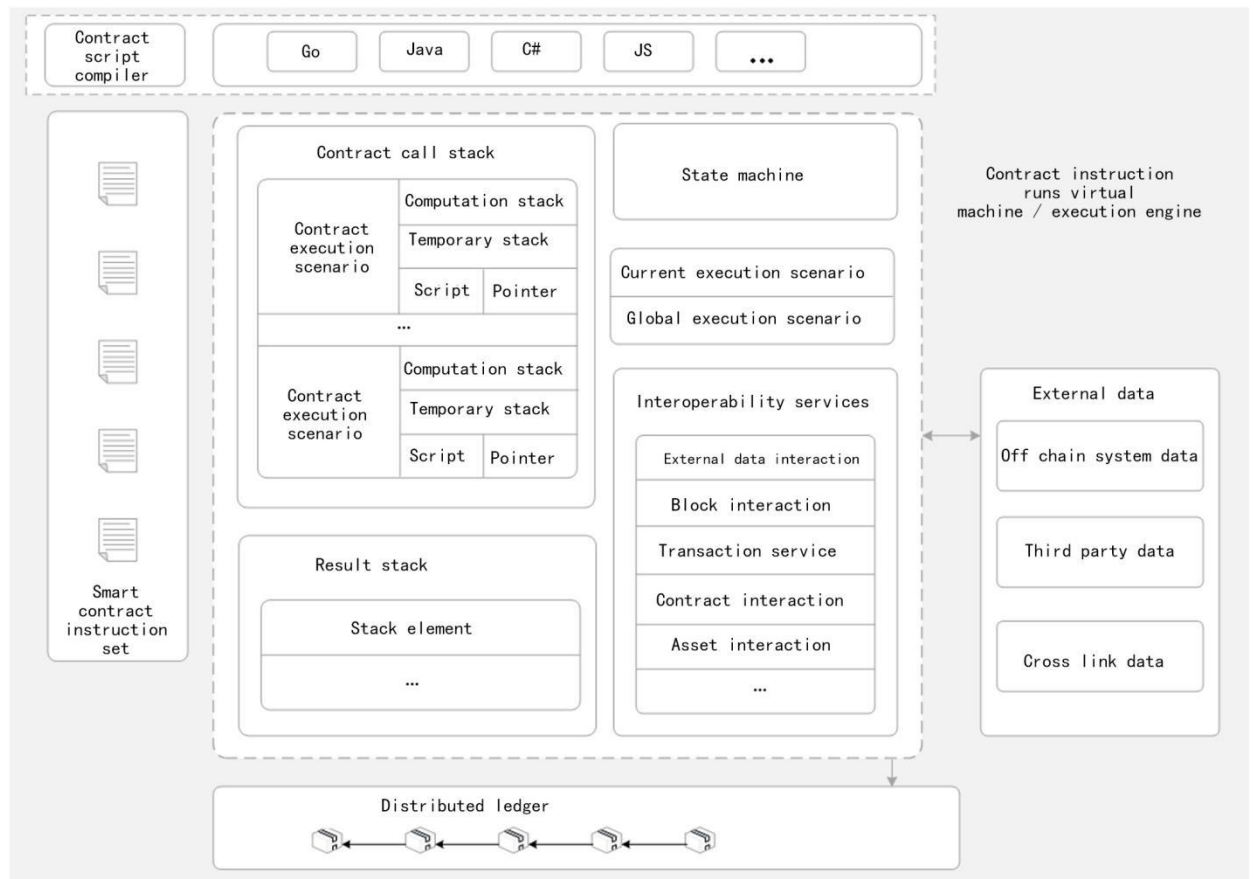 Contract
script
compiler
Go
Java
C#
JS
...
Smart
contract
instruction
set
Contract call stack
Contract
execution
scenario
Computation stack
Temporary stack
Script
Pointer
...
Contract
execution
scenario
Computation stack
Temporary stack
Script
Pointer
Result stack
Stack element
...
State machine
Current execution scenario
Global execution scenario
Interoperability services
External data interaction
Block interaction
Transaction service
Contract interaction
Asset interaction
...
Contract instruction
runs virtual
machine / execution engine
External data
Off chain system data
Third party data
Cross link data
Distributed ledger